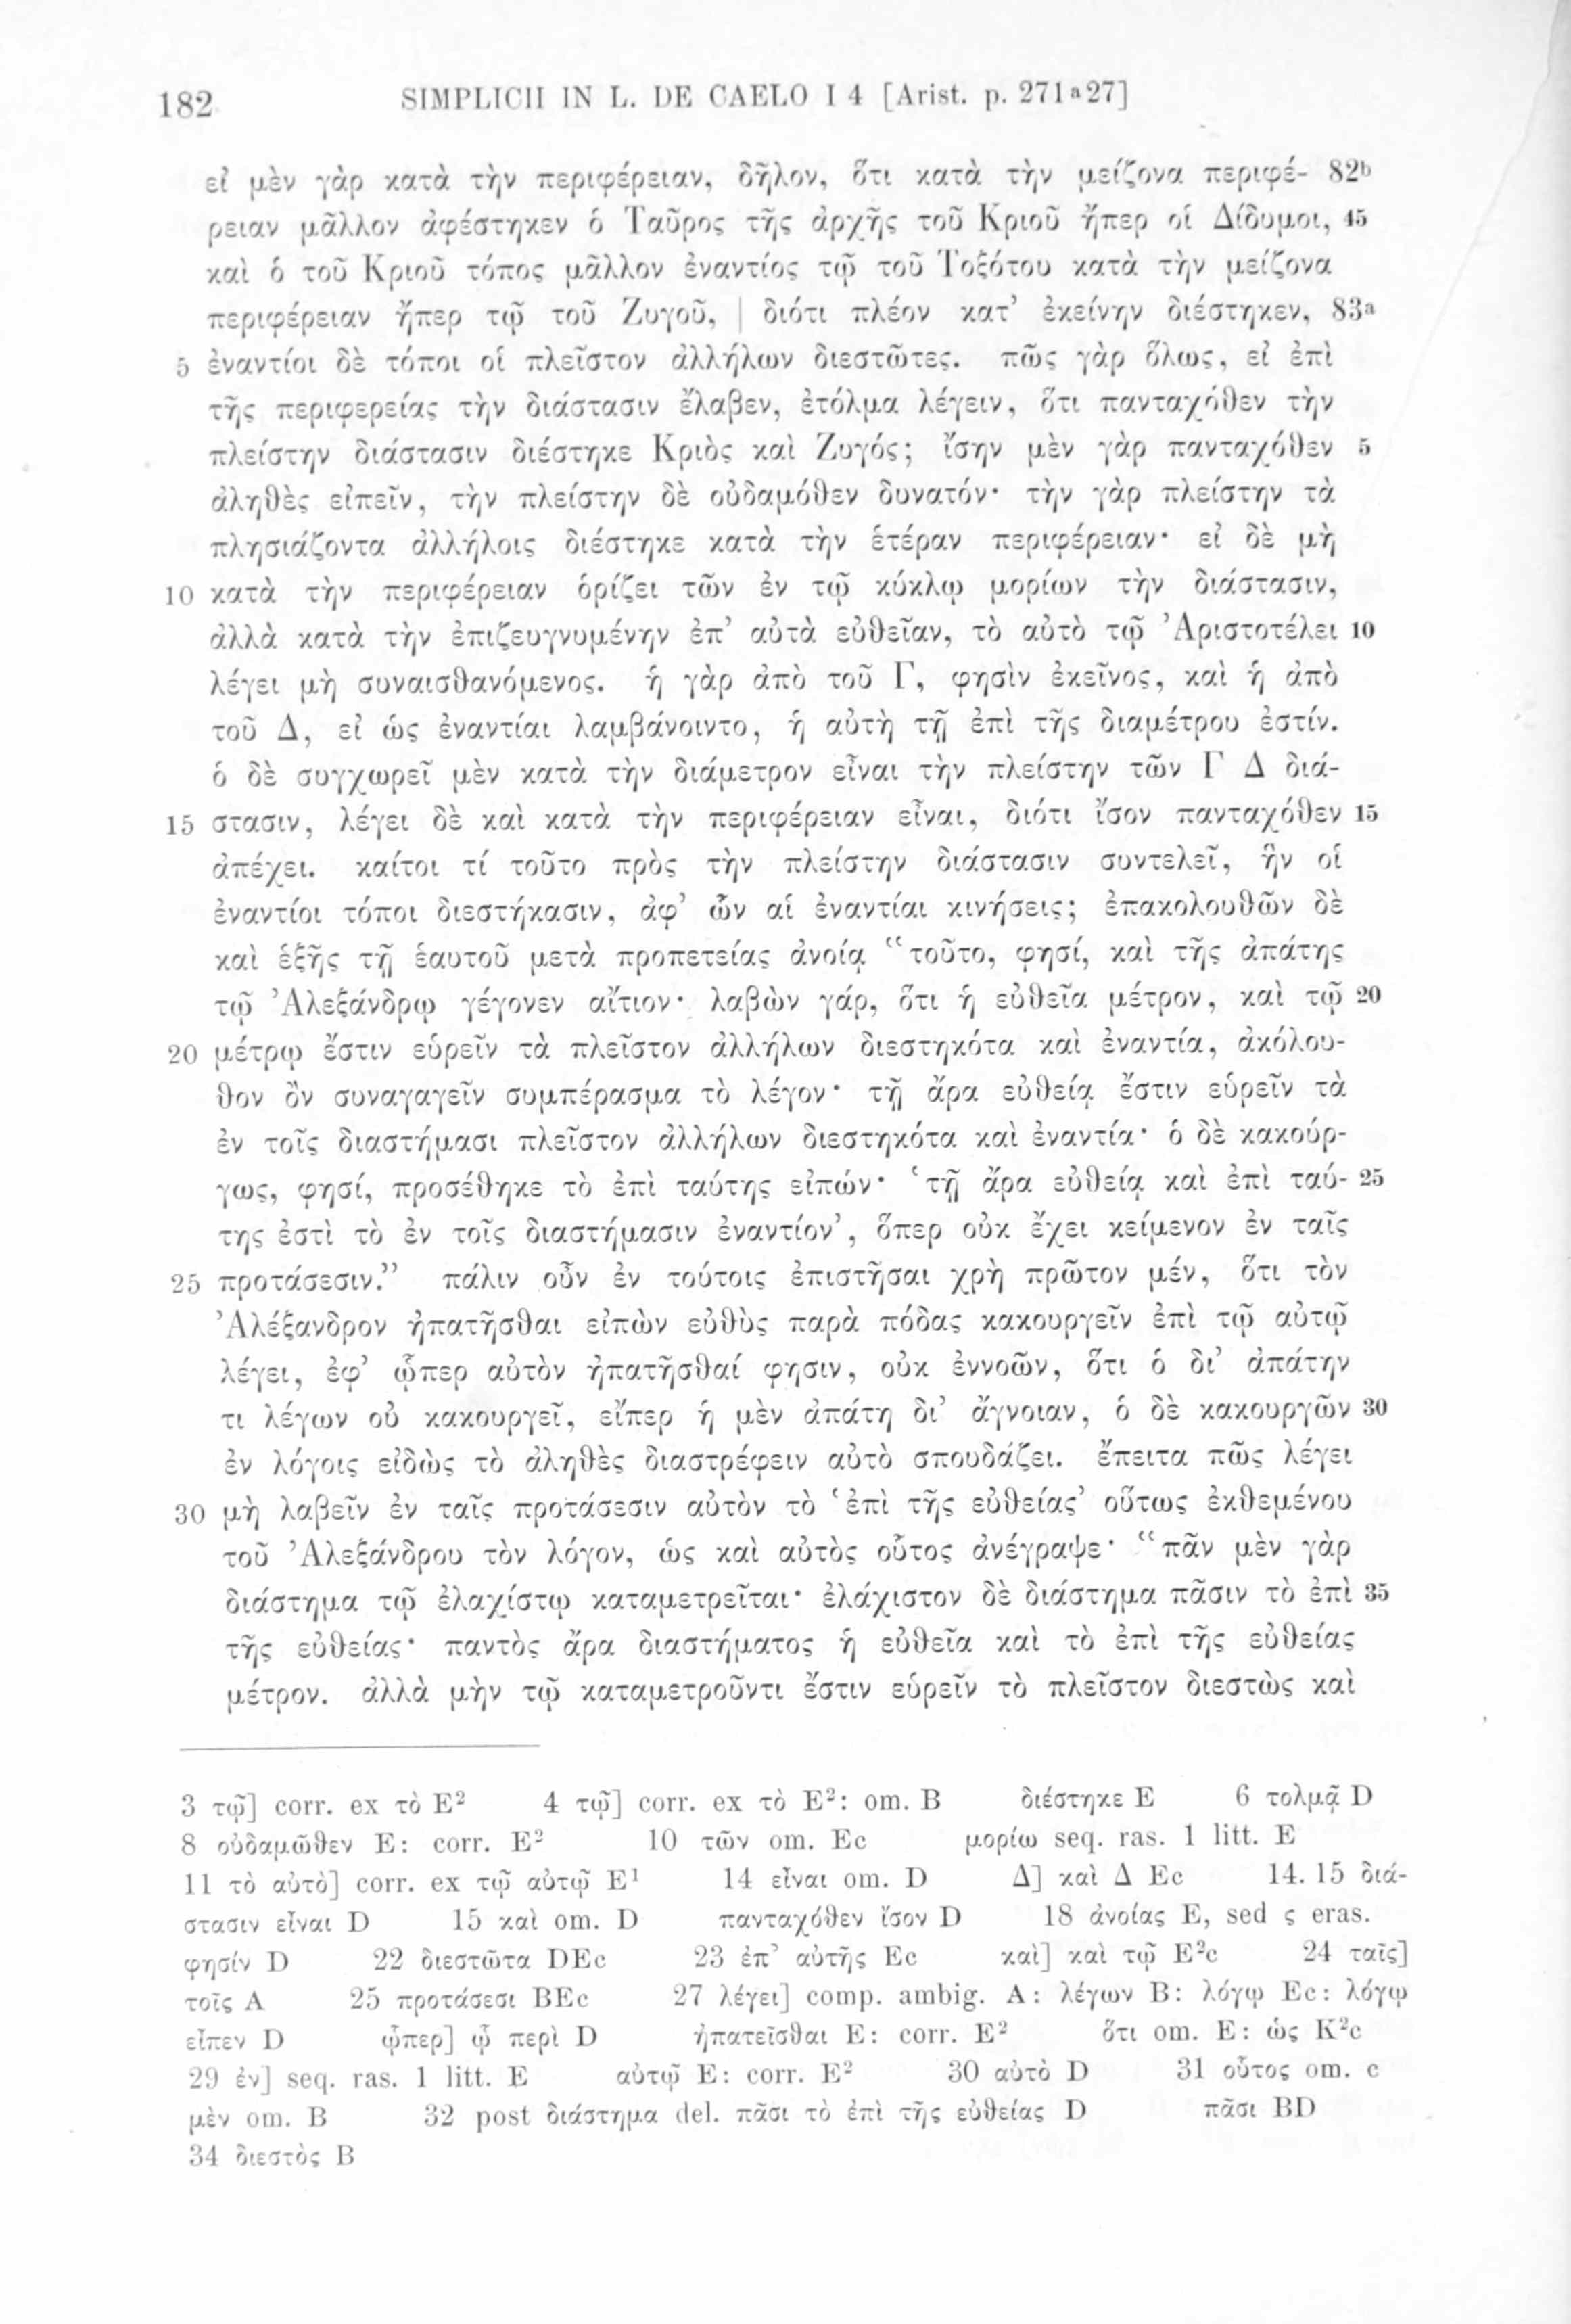 182 SIMPLICII IN L. DE CAELO I 4 [Arist. p. 271a27]
εἰ μὲν γὰρ κατὰ τὴν περιφέρειαν, δῆλον, ὅτι κατὰ τὴν μείζονα περιφέ- 82b
ρειαν μᾶλλον ἀφέστηκεν ὁ Ταῦρος τῆς ἀρχῆς τοῦ Κριοῦ ἤπερ οἱ Δίδυμοι, 45
καὶ ὁ τοῦ Κριοῦ τόπος μᾶλλον ἐναντίος τῷ τοῦ Τοξότου κατὰ τὴν μείζονα
περιφέρειαν ἤπερ τῷ τοῦ Ζυγοῦ, | διότι πλέον κατ’ ἐκείνην διέστηκεν, 83a
5 ἐναντίοι δὲ τόποι οἱ πλεῖστον ἀλλήλων διεστῶτες. πῶς γὰρ ὅλως, εἰ ἐπὶ
τῆς περιφερείας τὴν διάστασιν ἔλαβεν, ἐτόλμα λέγειν, ὅτι πανταχόθεν τὴν
πλείστην διάστασιν διέστηκε Κριὸς καὶ Ζυγός; ἴσην μὲν γὰρ πανταχόθεν 5
ἀληθὲς εἰπεῖν, τὴν πλείστην δὲ οὐδαμόθεν δυνατόν· τὴν γὰρ πλείστην τὰ
πλησιάζοντα ἀλλήλοις διέστηκε κατὰ τὴν ἑτέραν περιφέρειαν· εἰ δὲ μὴ
10 κατὰ τὴν περιφέρειαν ὁρίζει τῶν ἐν τῷ κύκλῳ μορίων τὴν διάστασιν,
ἀλλὰ κατὰ τὴν ἐπιζευγνυμένην ἐπ’ αὐτὰ εὐθεῖαν, τὸ αὐτὸ τῷ Ἀριστοτέλει 10
λέγει μὴ συναισθανόμενος. ἡ γὰρ ἀπὸ τοῦ Γ, φησὶν ἐκεῖνος, καὶ ἡ ἀπὸ
τοῦ Δ, εἰ ὡς ἐναντίαι λαμβάνοιντο, ἡ αὐτὴ τῇ ἐπὶ τῆς διαμέτρου ἐστίν.
ὁ δὲ συγχωρεῖ μὲν κατὰ τὴν διάμετρον εἶναι τὴν πλείστην τῶν Γ Δ διά-
15 στασιν, λέγει δὲ καὶ κατὰ τὴν περιφέρειαν εἶναι, διότι ἴσον πανταχόθεν 15
ἀπέχει. καίτοι τί τοῦτο πρὸς τὴν πλείστην διάστασιν συντελεῖ, ἣν οἱ
ἐναντίοι τόποι διεστήκασιν, ἀφ’ ὧν αἱ ἐναντίαι κινήσεις; ἐπακολουθῶν δὲ
καὶ ἑξῆς τῇ ἑαυτοῦ μετὰ προπετείας ἀνοίᾳ “τοῦτο, φησί, καὶ τῆς ἀπάτης
τῷ Ἀλεξάνδρῳ γέγονεν αἴτιον· λαβὼν γάρ, ὅτι ἡ εὐθεῖα μέτρον, καὶ τῷ 20
20 μέτρῳ ἔστιν εὑρεῖν τὰ πλεῖστον ἀλλήλων διεστηκότα καὶ ἐναντία, ἀκόλου-
θον ὂν συναγαγεῖν συμπέρασμα τὸ λέγον· τῇ ἄρα εὐθείᾳ ἔστιν εὑρεῖν τὰ
ἐν τοῖς διαστήμασι πλεῖστον ἀλλήλων διεστηκότα καὶ ἐναντία· ὁ δὲ κακούρ-
γως, φησί, προσέθηκε τὸ ἐπὶ ταύτης εἰπών· ‘τῇ ἄρα εὐθείᾳ καὶ ἐπὶ ταύ- 25
της ἐστὶ τὸ ἐν τοῖς διαστήμασιν ἐναντίον’, ὅπερ οὐκ ἔχει κείμενον ἐν ταῖς
25 προτάσεσιν.” πάλιν οὖν ἐν τούτοις ἐπιστῆσαι χρὴ πρῶτον μέν, ὅτι τὸν
Ἀλέξανδρον ἠπατῆσθαι εἰπὼν εὐθὺς παρὰ πόδας κακουργεῖν ἐπὶ τῷ αὐτῷ
λέγει, ἐφ’ ᾧπερ αὐτὸν ἠπατῆσθαί φησιν, οὐκ ἐννοῶν, ὅτι ὁ δι’ ἀπάτην
τι λέγων οὐ κακουργεῖ, εἴπερ ἡ μὲν ἀπάτη δι’ ἄγνοιαν, ὁ δὲ κακουργῶν 30
ἐν λόγοις εἰδὼς τὸ ἀληθὲς διαστρέφειν αὐτὸ σπουδάζει. ἔπειτα πῶς λέγει
30 μὴ λαβεῖν ἐν ταῖς προτάσεσιν αὐτὸν τὸ ‘ἐπὶ τῆς εὐθείας’ οὕτως ἐκθεμένου
τοῦ Ἀλεξάνδρου τὸν λόγον, ὡς καὶ αὐτὸς οὗτος ἀνέγραψε· “πᾶν μὲν γὰρ
διάστημα τῷ ἐλαχίστῳ καταμετρεῖται· ἐλάχιστον δὲ διάστημα πᾶσιν τὸ ἐπὶ 35
τῆς εὐθείας· παντὸς ἄρα διαστήματος ἡ εὐθεῖα καὶ τὸ ἐπὶ τῆς εὐθείας
μέτρον. ἀλλὰ μὴν τῷ καταμετροῦντι ἔστιν εὑρεῖν τὸ πλεῖστον διεστὼς καὶ
3 τῷ] corr. ex τὸ E² 4 τῷ] corr. ex τὸ E²: om. B διέστηκε E 6 τολμᾷ D
8 οὐδαμῶθεν E: corr. E² 10 τῶν om. Ec μορίω seq. ras. 1 litt. E
11 τὸ αὐτὸ] corr. ex τῷ αὐτῷ E¹ 14 εἶναι om. D Δ] καὶ Δ Ec 14. 15 διά-
στασιν εἶναι D 15 καὶ om. D πανταχόθεν ἴσον D 18 ἀνοίας E, sed ς eras.
φησίν D 22 διεστῶτα DEc 23 ἐπ’ αὐτῆς Ec καὶ] καὶ τῷ E²c 24 ταῖς]
τοῖς A 25 προτάσεσι BEc 27 λέγει] comp. ambig. A: λέγων B: λόγῳ Ec: λόγῳ
εἶπεν D ᾧπερ] ᾧ περὶ D ἠπατεῖσθαι E: corr. E² ὅτι om. E: ὡς K²c
29 ἐν] seq. ras. 1 litt. E αὐτῷ E: corr. E² 30 αὐτὸ D 31 οὗτος om. c
μὲν om. B 32 post διάστημα del. πᾶσι τὸ ἐπὶ τῆς εὐθείας D πᾶσι BD
34 διεστὸς B